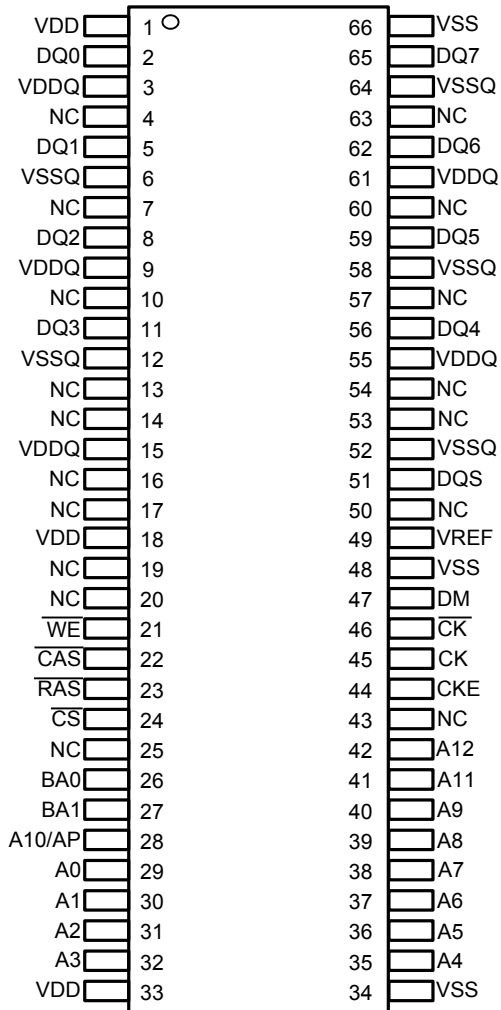 VDD 1 66 VSS
DQ0 2 65 DQ7
VDDQ 3 64 VSSQ
NC 4 63 NC
DQ1 5 62 DQ6
VSSQ 6 61 VDDQ
NC 7 60 NC
DQ2 8 59 DQ5
VDDQ 9 58 VSSQ
NC 10 57 NC
DQ3 11 56 DQ4
VSSQ 12 55 VDDQ
NC 13 54 NC
NC 14 53 NC
VDDQ 15 52 VSSQ
NC 16 51 DQS
NC 17 50 NC
VDD 18 49 VREF
NC 19 48 VSS
NC 20 47 DM
W̅E̅ 21 46 C̅K̅
C̅A̅S̅ 22 45 CK
R̅A̅S̅ 23 44 CKE
C̅S̅ 24 43 NC
NC 25 42 A12
BA0 26 41 A11
BA1 27 40 A9
A10/AP 28 39 A8
A0 29 38 A7
A1 30 37 A6
A2 31 36 A5
A3 32 35 A4
VDD 33 34 VSS